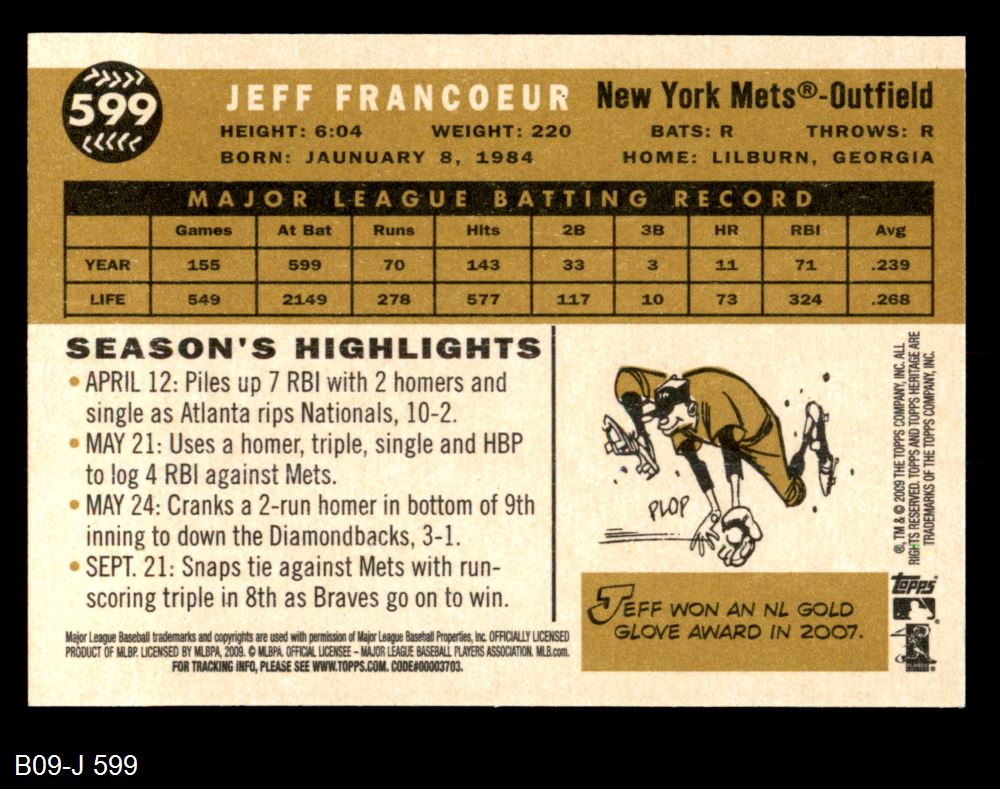 599
JEFF FRANCOEUR New York Mets®-Outfield
HEIGHT: 6:04 WEIGHT: 220 BATS: R THROWS: R
BORN: JAUNUARY 8, 1984 HOME: LILBURN, GEORGIA
MAJOR LEAGUE BATTING RECORD
Games At Bat Runs Hits 2B 3B HR RBI Avg
YEAR 155 599 70 143 33 3 11 71 .239
LIFE 549 2149 278 577 117 10 73 324 .268
SEASON'S HIGHLIGHTS
• APRIL 12: Piles up 7 RBI with 2 homers and
single as Atlanta rips Nationals, 10-2.
• MAY 21: Uses a homer, triple, single and HBP
to log 4 RBI against Mets.
• MAY 24: Cranks a 2-run homer in bottom of 9th
inning to down the Diamondbacks, 3-1.
• SEPT. 21: Snaps tie against Mets with run-
scoring triple in 8th as Braves go on to win.
Major League Baseball trademarks and copyrights are used with permission of Major League Baseball Properties, Inc. OFFICIALLY LICENSED
PRODUCT OF MLBP. LICENSED BY MLBPA, 2009. © MLBPA. OFFICIAL LICENSEE – MAJOR LEAGUE BASEBALL PLAYERS ASSOCIATION. MLB.com.
FOR TRACKING INFO, PLEASE SEE WWW.TOPPS.COM. CODE#00003703.
PLOP
JEFF WON AN NL GOLD
GLOVE AWARD IN 2007.
®, TM & © 2009 THE TOPPS COMPANY, INC. ALL
RIGHTS RESERVED. TOPPS AND TOPPS HERITAGE ARE
TRADEMARKS OF THE TOPPS COMPANY, INC.
topps
B09-J 599